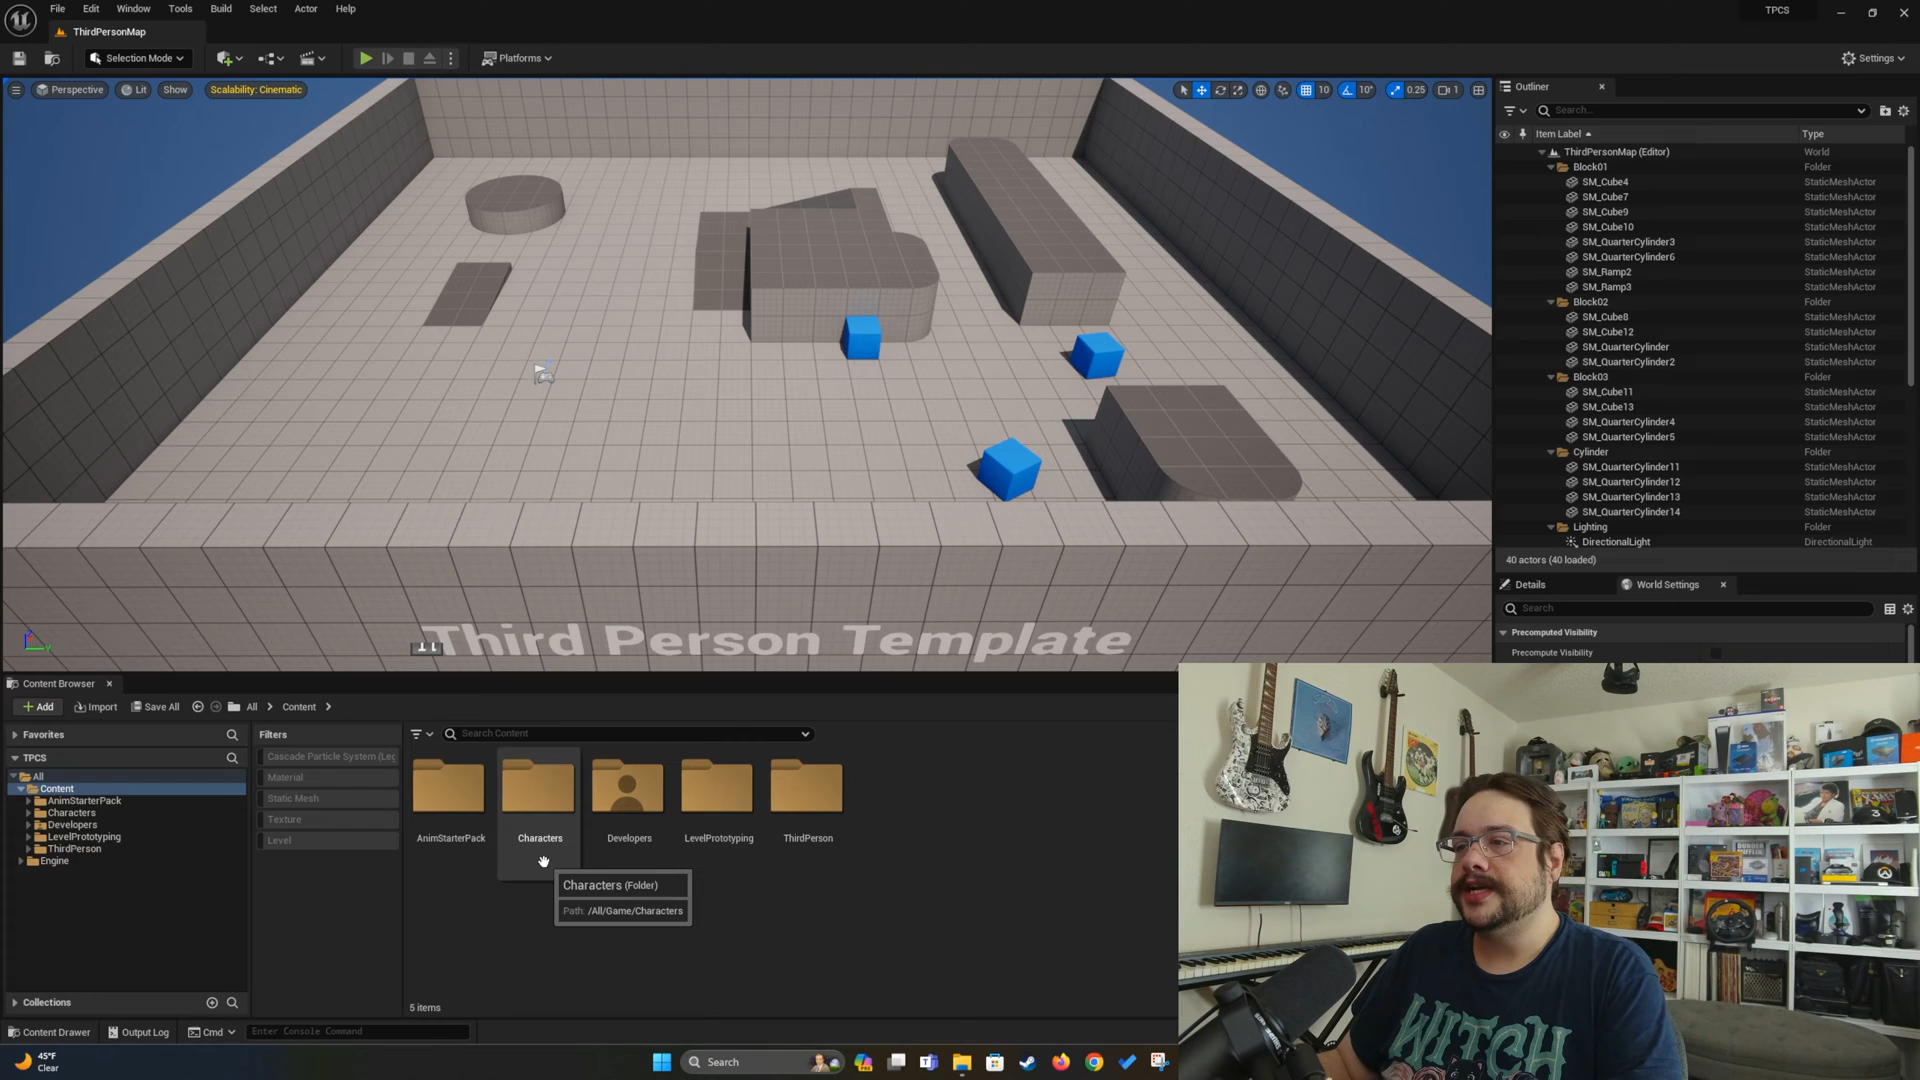 File Edit Window Tools Build Select Actor Help
TPCS
ThirdPersonMap
Selection Mode
Platforms
Settings
Perspective Lit Show Scalability: Cinematic
10 10° 0.25 1
Outliner
Search...
Item Label Type
ThirdPersonMap (Editor) World
Block01 Folder
SM_Cube4 StaticMeshActor
SM_Cube7 StaticMeshActor
SM_Cube9 StaticMeshActor
SM_Cube10 StaticMeshActor
SM_QuarterCylinder3 StaticMeshActor
SM_QuarterCylinder6 StaticMeshActor
SM_Ramp2 StaticMeshActor
SM_Ramp3 StaticMeshActor
Block02 Folder
SM_Cube8 StaticMeshActor
SM_Cube12 StaticMeshActor
SM_QuarterCylinder StaticMeshActor
SM_QuarterCylinder2 StaticMeshActor
Block03 Folder
SM_Cube11 StaticMeshActor
SM_Cube13 StaticMeshActor
SM_QuarterCylinder4 StaticMeshActor
SM_QuarterCylinder5 StaticMeshActor
Cylinder Folder
SM_QuarterCylinder11 StaticMeshActor
SM_QuarterCylinder12 StaticMeshActor
SM_QuarterCylinder13 StaticMeshActor
SM_QuarterCylinder14 StaticMeshActor
Lighting Folder
DirectionalLight DirectionalLight
40 actors (40 loaded)
Details World Settings
Search
Precomputed Visibility
Precompute Visibility
Third Person Template
Content Browser
Add Import Save All All Content
Favorites
TPCS
All
Content
AnimStarterPack
Characters
Developers
LevelPrototyping
ThirdPerson
Engine
Collections
Filters
Cascade Particle System (Leg
Material
Static Mesh
Texture
Level
Search Content
AnimStarterPack Characters Developers LevelPrototyping ThirdPerson
Characters (Folder)
Path: /All/Game/Characters
5 items
Content Drawer Output Log Cmd Enter Console Command
45°F
Clear
Search
WITCH